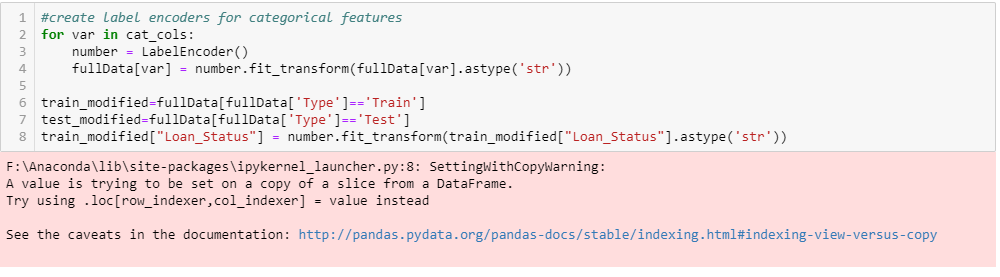 1 #create label encoders for categorical features
2 for var in cat_cols:
3     number = LabelEncoder()
4     fullData[var] = number.fit_transform(fullData[var].astype('str'))
5
6 train_modified=fullData[fullData['Type']=='Train']
7 test_modified=fullData[fullData['Type']=='Test']
8 train_modified["Loan_Status"] = number.fit_transform(train_modified["Loan_Status"].astype('str'))
F:\Anaconda\lib\site-packages\ipykernel_launcher.py:8: SettingWithCopyWarning:
A value is trying to be set on a copy of a slice from a DataFrame.
Try using .loc[row_indexer,col_indexer] = value instead
See the caveats in the documentation: http://pandas.pydata.org/pandas-docs/stable/indexing.html#indexing-view-versus-copy